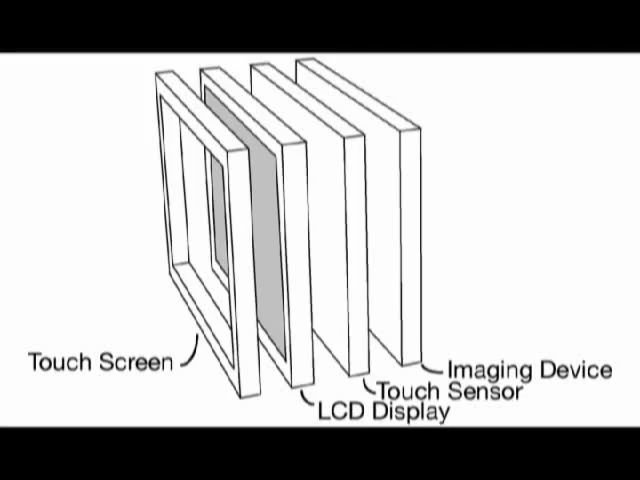 Touch Screen
Imaging Device
Touch Sensor
LCD Display